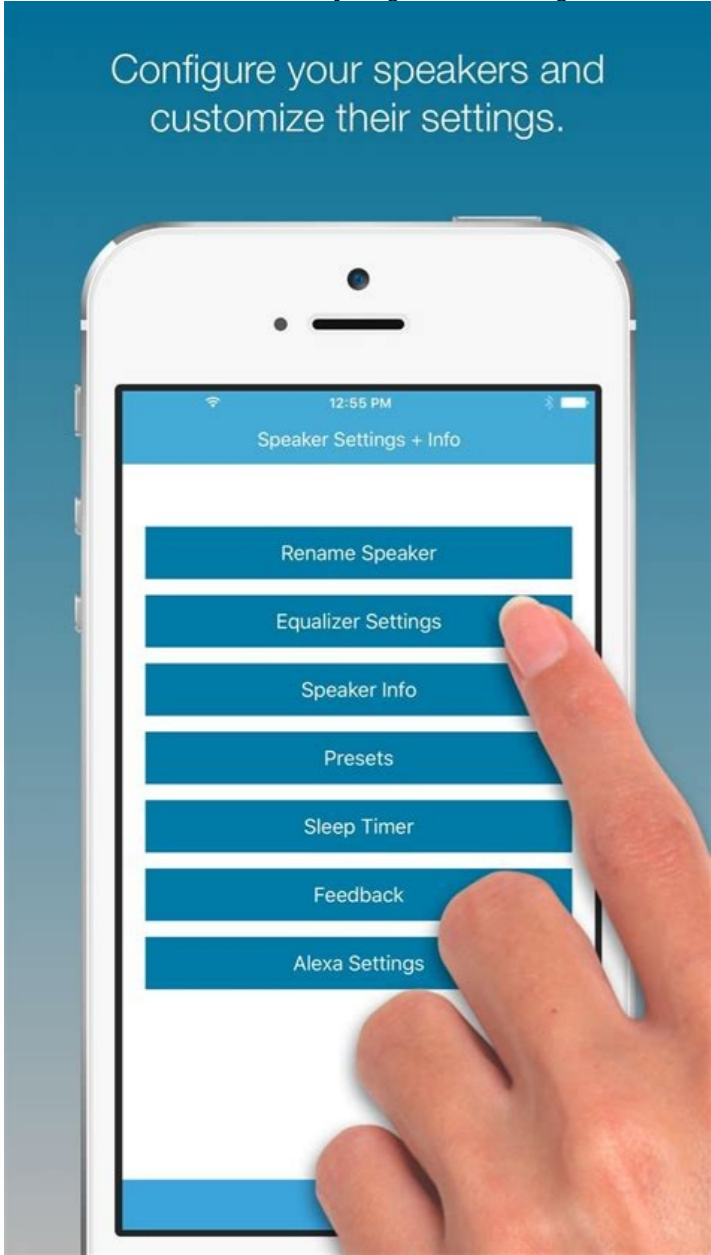 Configure your speakers and
customize their settings.
12:55 PM
Speaker Settings + Info
Rename Speaker
Equalizer Settings
Speaker Info
Presets
Sleep Timer
Feedback
Alexa Settings